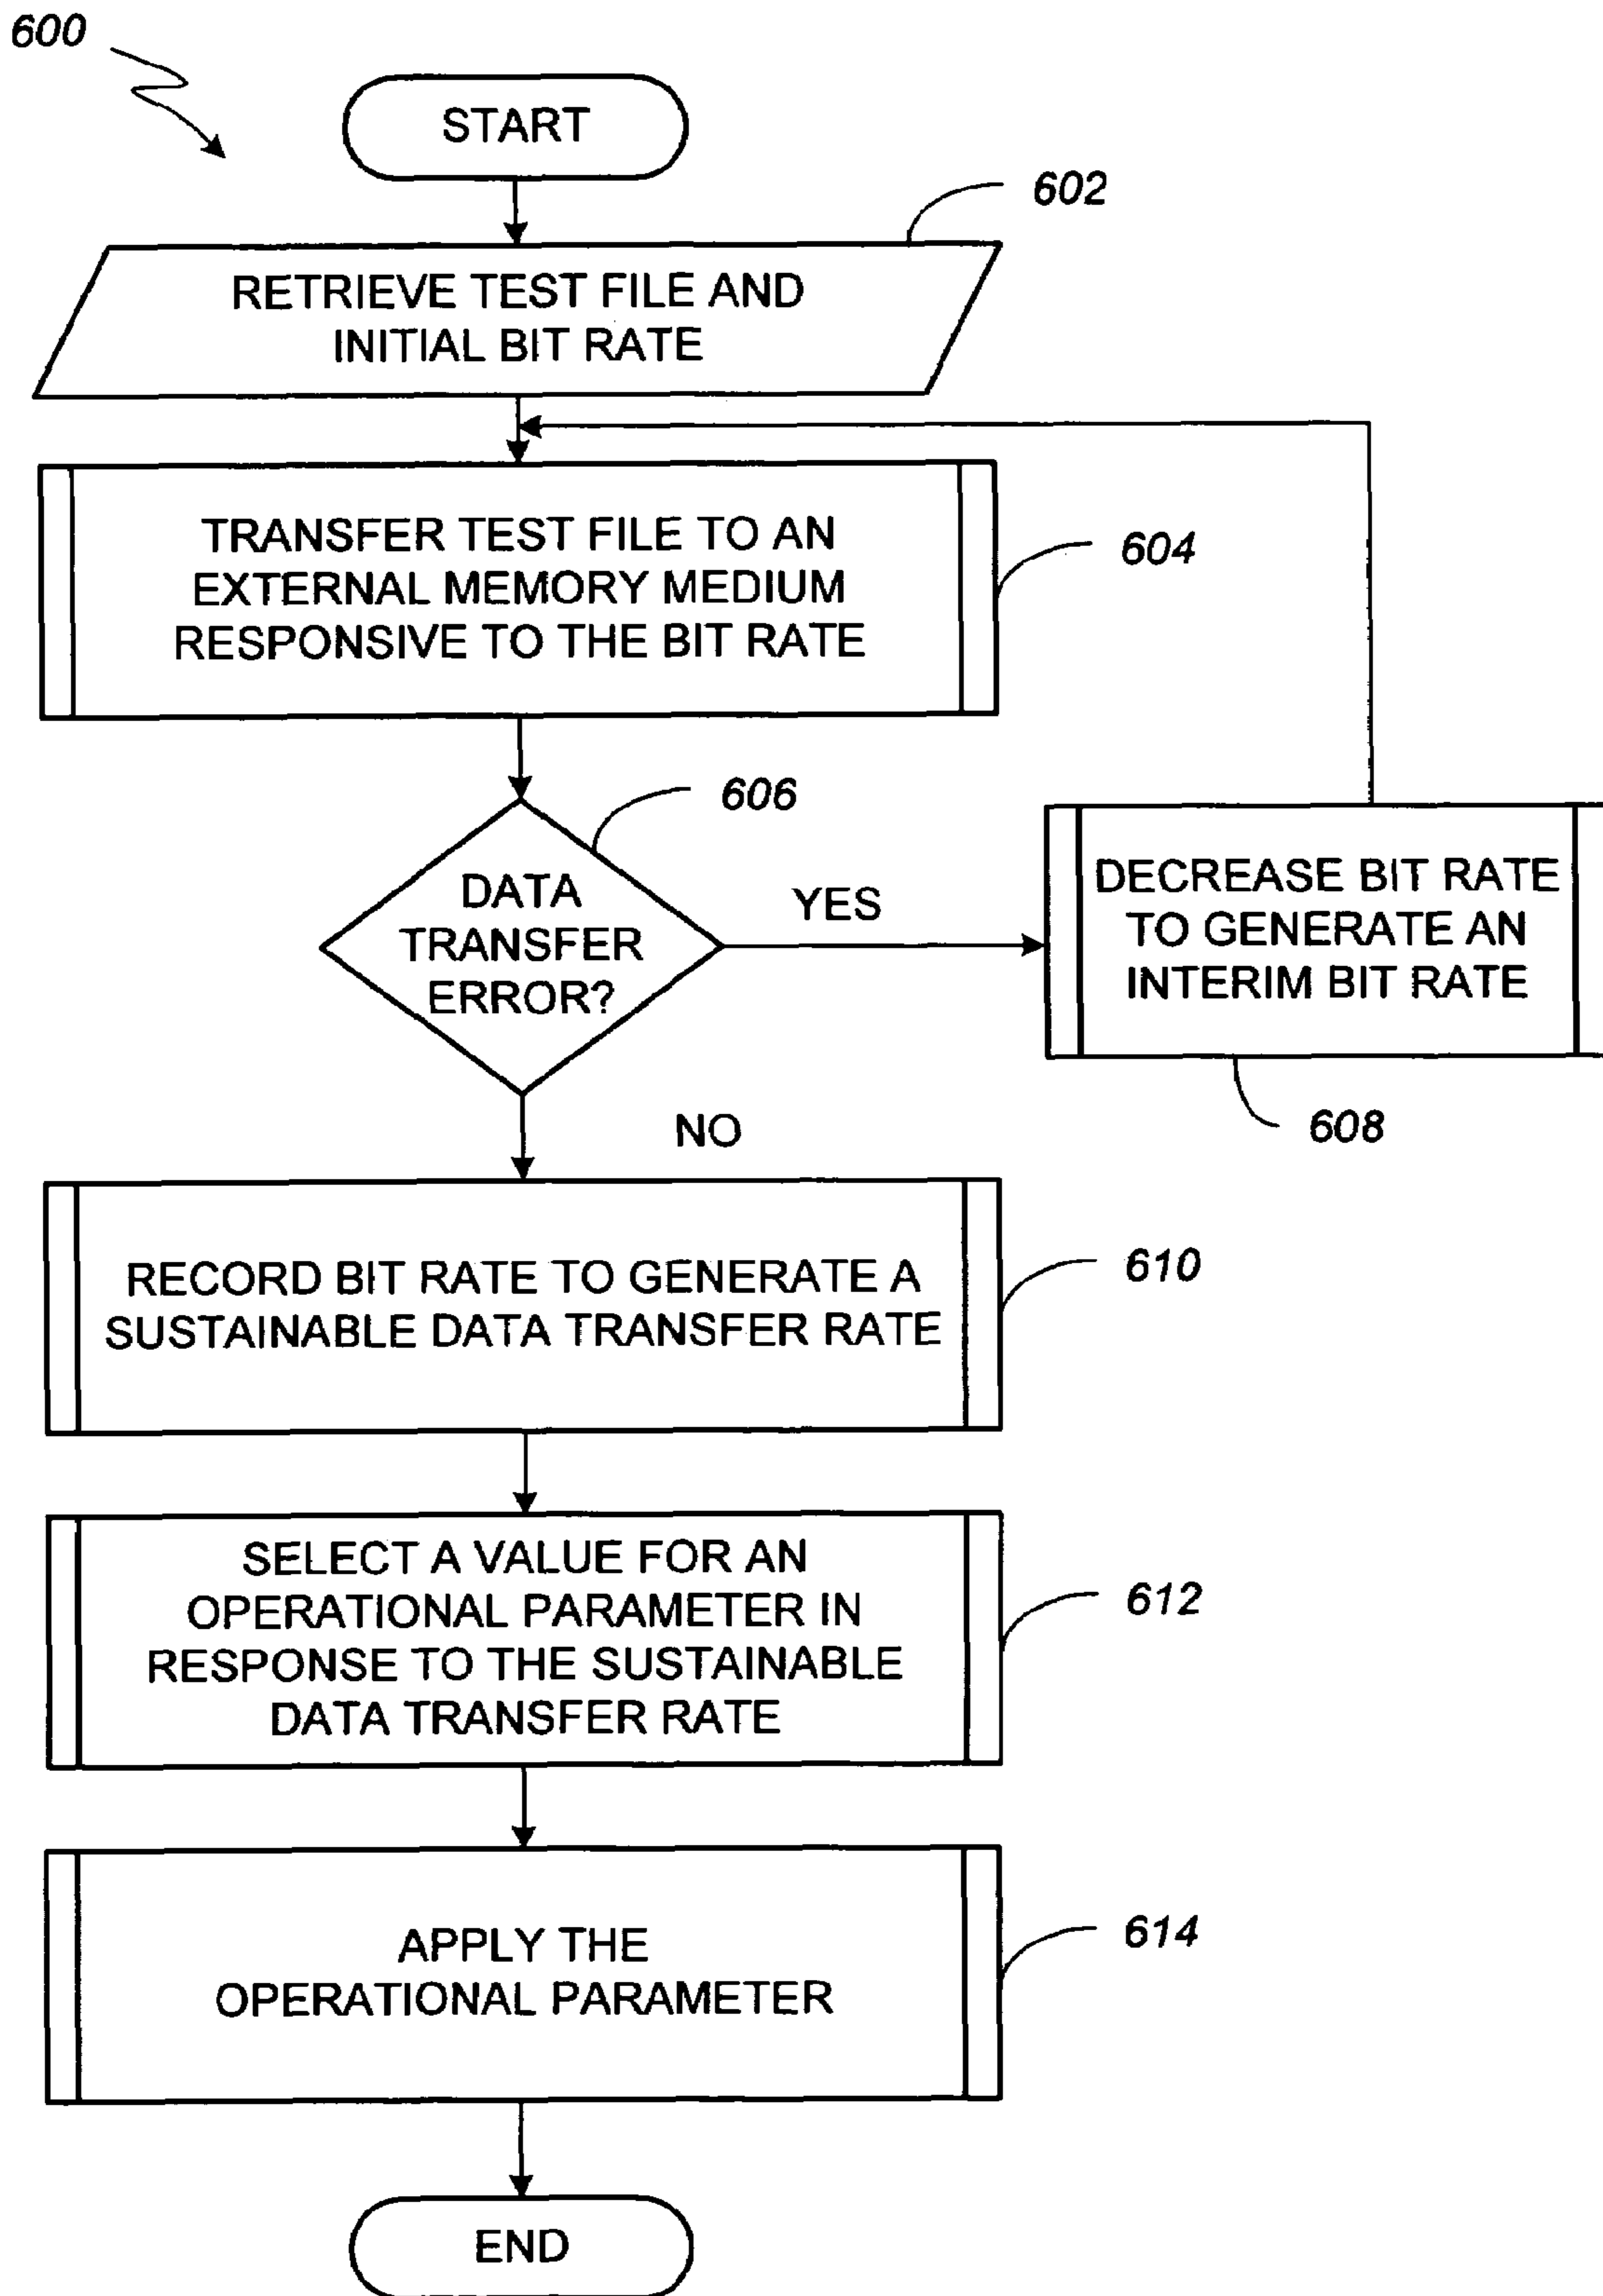 600
START
602
RETRIEVE TEST FILE AND
INITIAL BIT RATE
TRANSFER TEST FILE TO AN
EXTERNAL MEMORY MEDIUM
RESPONSIVE TO THE BIT RATE
604
606
DATA
TRANSFER
ERROR?
YES
DECREASE BIT RATE
TO GENERATE AN
INTERIM BIT RATE
608
NO
RECORD BIT RATE TO GENERATE A
SUSTAINABLE DATA TRANSFER RATE
610
SELECT A VALUE FOR AN
OPERATIONAL PARAMETER IN
RESPONSE TO THE SUSTAINABLE
DATA TRANSFER RATE
612
APPLY THE
OPERATIONAL PARAMETER
614
END